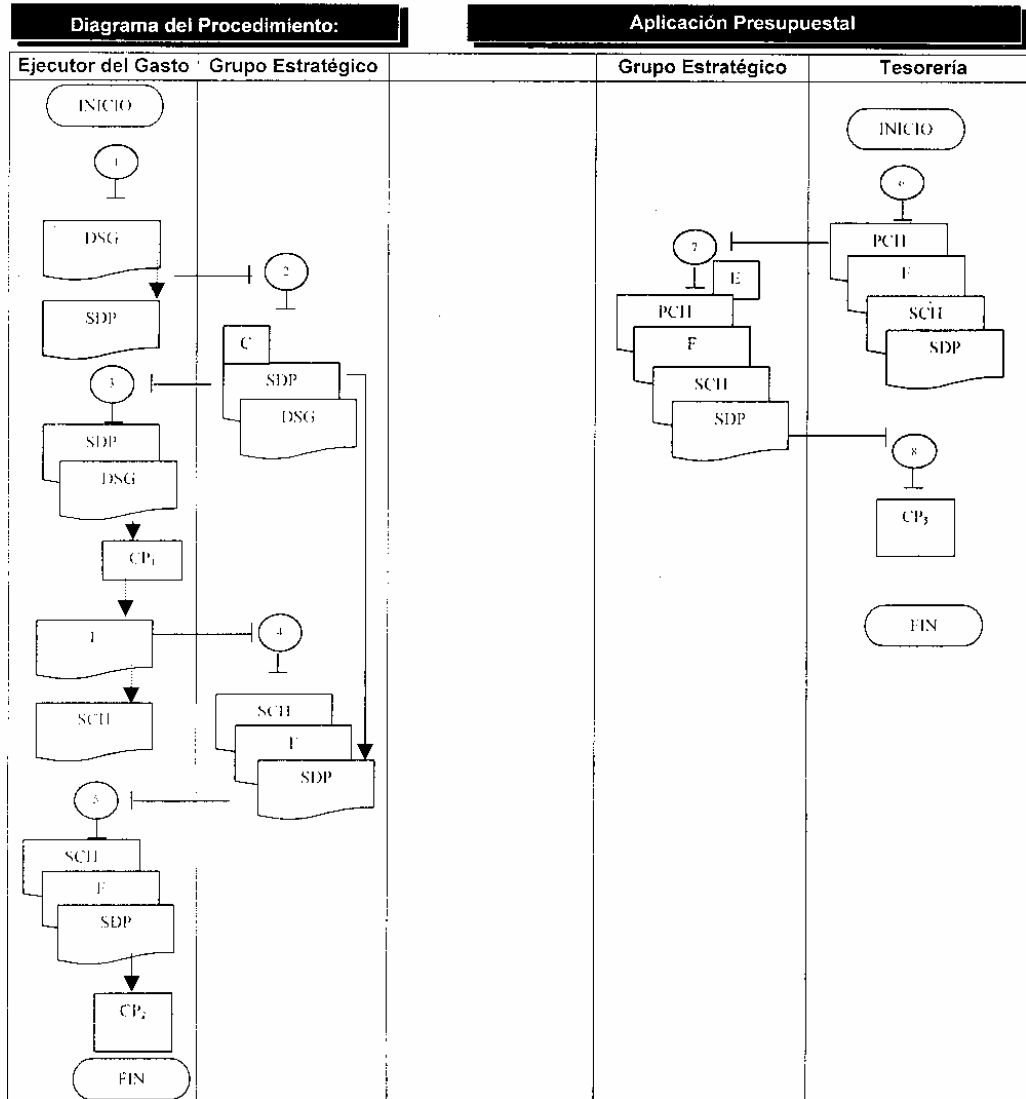 Diagrama del Procedimiento:
Aplicación Presupuestal
Ejecutor del Gasto
Grupo Estratégico
Grupo Estratégico
Tesorería
INICIO
1
DSG
SDP
2
C
SDP
DSG
3
SDP
DSG
CP1
4
SCH
SCH
F
SDP
5
SCH
F
SDP
CP2
FIN
INICIO
6
PCH
F
SCH
SDP
7
E
PCH
F
SCH
SDP
8
CP3
FIN